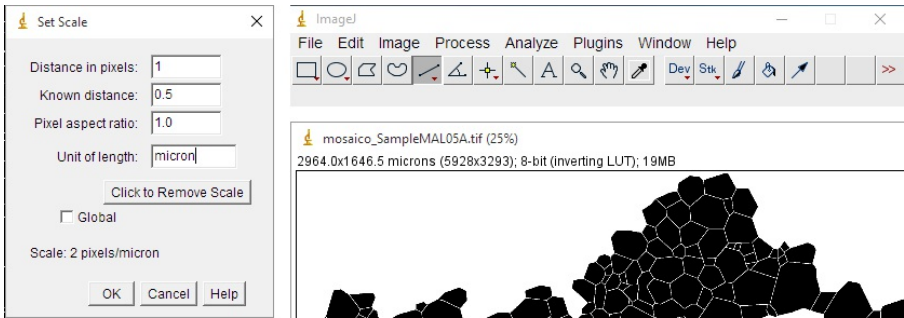 Set Scale
Distance in pixels: 1
Known distance: 0.5
Pixel aspect ratio: 1.0
Unit of length: micron
Click to Remove Scale
Global
Scale: 2 pixels/micron
OK Cancel Help
ImageJ
File Edit Image Process Analyze Plugins Window Help
A Dev Stk >>
mosaico_SampleMAL05A.tif (25%)
2964.0x1646.5 microns (5928x3293); 8-bit (inverting LUT); 19MB